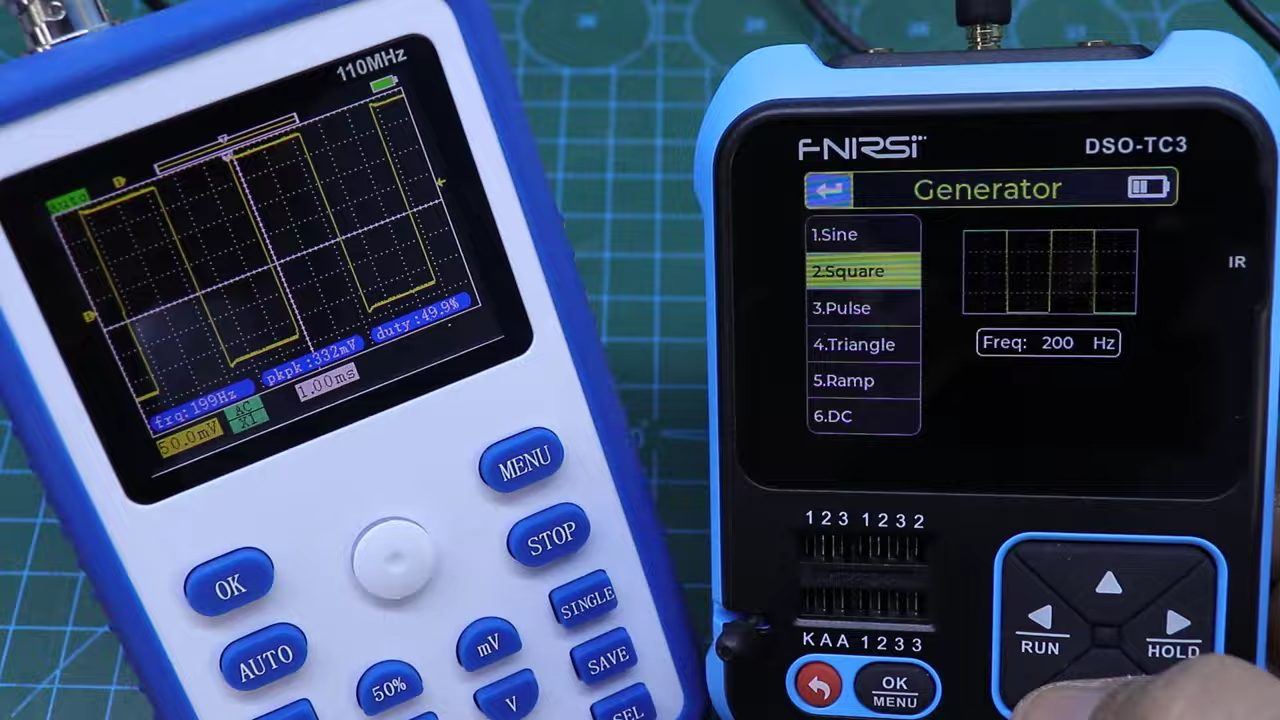 110MHz
Auto
frq:199Hz
pkpk:332mV
duty:49.9%
50.0mV
AC
X1
1.00ms
MENU
STOP
OK
SINGLE
AUTO
mV
SAVE
50%
V
SEL
FNIRSI
DSO-TC3
Generator
1.Sine
2.Square
3.Pulse
4.Triangle
5.Ramp
6.DC
Freq: 200 Hz
IR
1 2 3 1 2 3 2
K A A 1 2 3 3
RUN
HOLD
OK
MENU